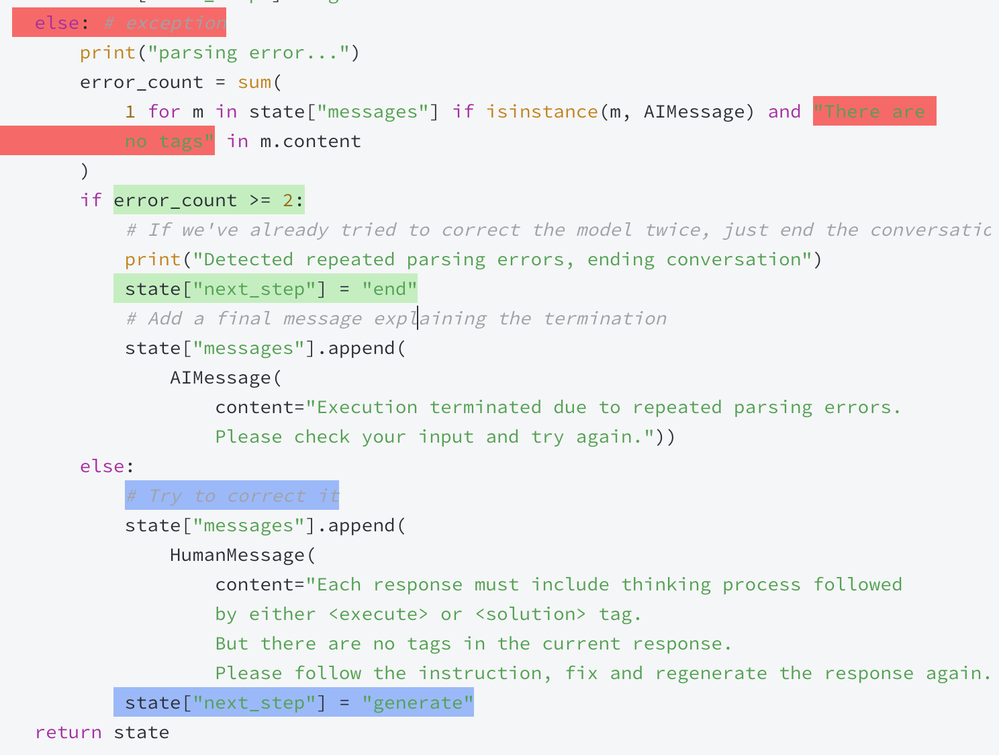 else: # exception
print("parsing error...")
error_count = sum(
1 for m in state["messages"] if isinstance(m, AIMessage) and "There are
no tags" in m.content
)
if error_count >= 2:
# If we've already tried to correct the model twice, just end the conversatio
print("Detected repeated parsing errors, ending conversation")
state["next_step"] = "end"
# Add a final message explaining the termination
state["messages"].append(
AIMessage(
content="Execution terminated due to repeated parsing errors.
Please check your input and try again."))
else:
# Try to correct it
state["messages"].append(
HumanMessage(
content="Each response must include thinking process followed
by either <execute> or <solution> tag.
But there are no tags in the current response.
Please follow the instruction, fix and regenerate the response again.
state["next_step"] = "generate"
return state